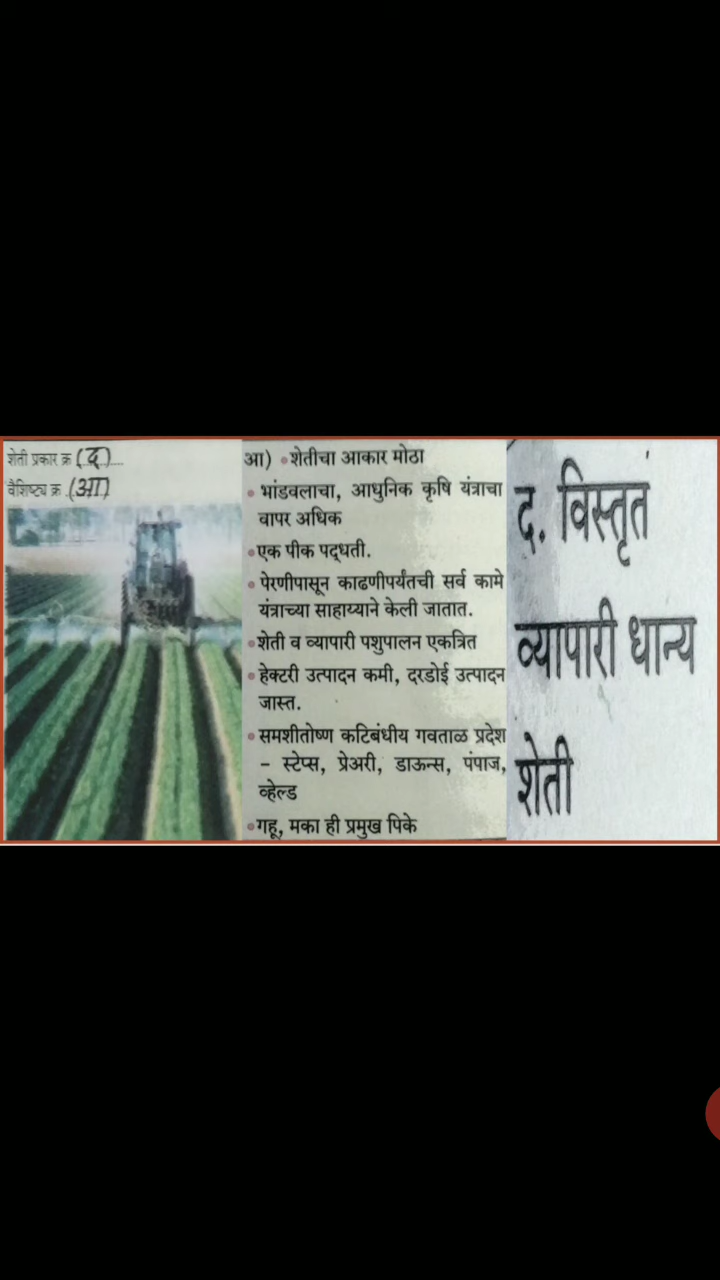 शेती प्रकार क्र (द)
वैशिष्ट्य क्र (आ)
आ) • शेतीचा आकार मोठा
• भांडवलाचा, आधुनिक कृषि यंत्राचा
वापर अधिक
• एक पीक पद्धती.
• पेरणीपासून काढणीपर्यंतची सर्व कामे
यंत्राच्या साहाय्याने केली जातात.
• शेती व व्यापारी पशुपालन एकत्रित
• हेक्टरी उत्पादन कमी, दरडोई उत्पादन
जास्त.
• समशीतोष्ण कटिबंधीय गवताळ प्रदेश
– स्टेप्स, प्रेअरी, डाऊन्स, पंपाज,
व्हेल्ड
• गहू, मका ही प्रमुख पिके
द. विस्तृत
व्यापारी धान्य
शेती